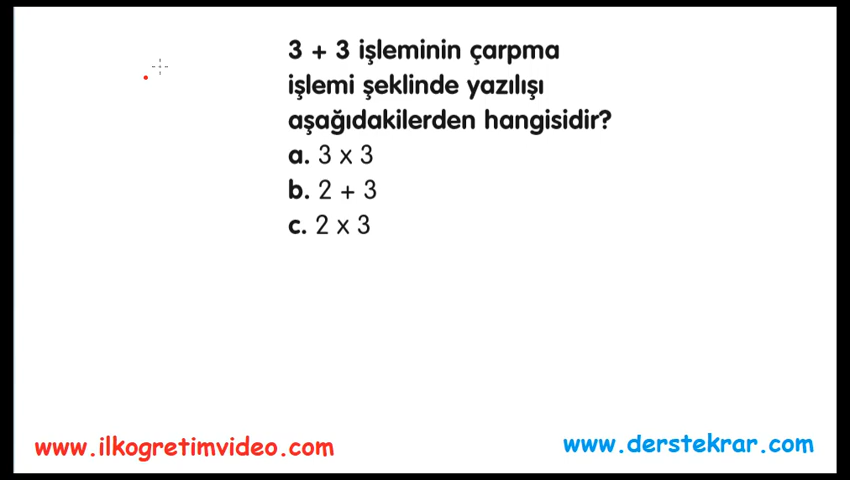 3 + 3 işleminin çarpma
işlemi şeklinde yazılışı
aşağıdakilerden hangisidir?
a. 3 x 3
b. 2 + 3
c. 2 x 3
www.ilkogretimvideo.com
www.derstekrar.com